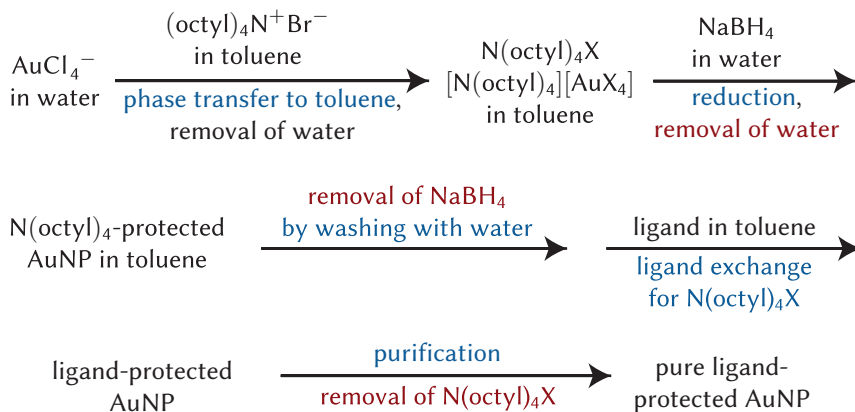 AuCl₄⁻
in water
(octyl)₄N⁺Br⁻
in toluene
phase transfer to toluene,
removal of water
N(octyl)₄X
[N(octyl)₄][AuX₄]
in toluene
NaBH₄
in water
reduction,
removal of water
N(octyl)₄-protected
AuNP in toluene
removal of NaBH₄
by washing with water
ligand in toluene
ligand exchange
for N(octyl)₄X
ligand-protected
AuNP
purification
removal of N(octyl)₄X
pure ligand-
protected AuNP